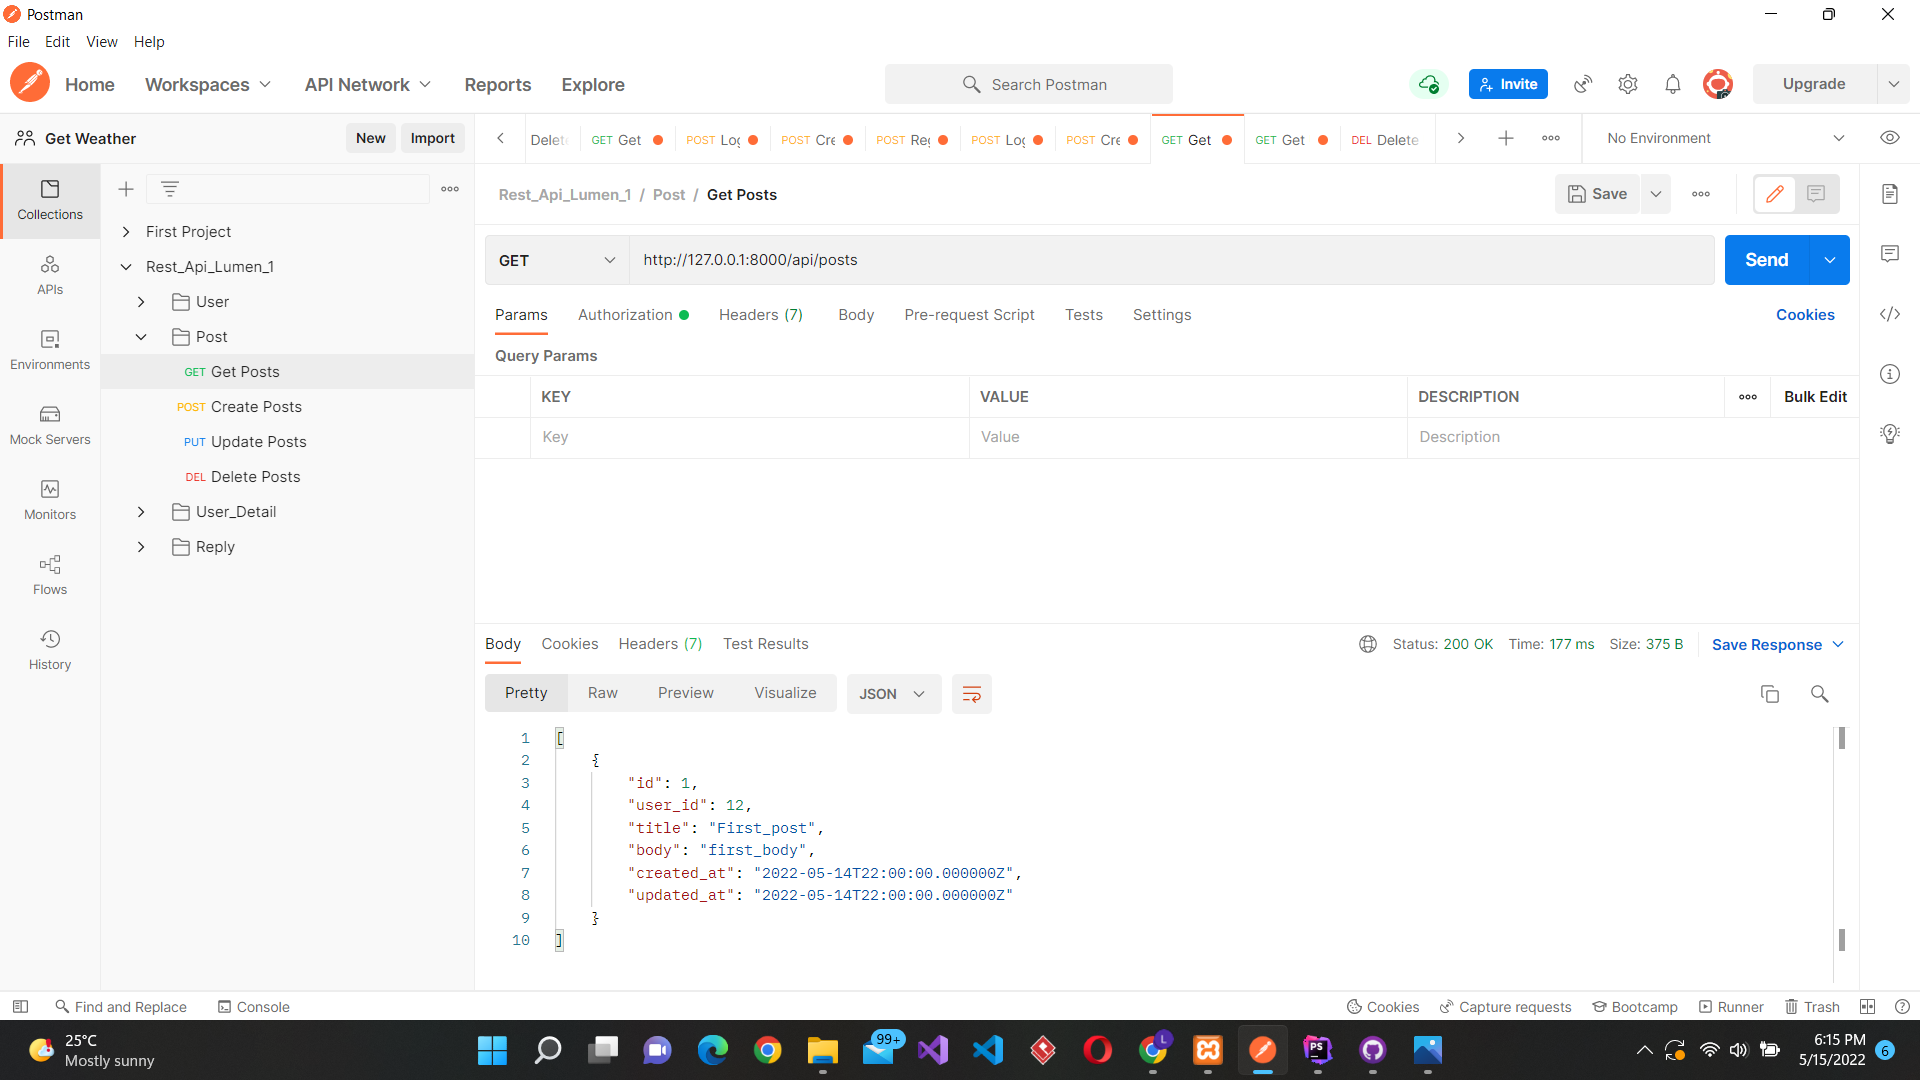 Postman
File Edit View Help
Home Workspaces API Network Reports Explore Search Postman Invite Upgrade
Get Weather New Import Delete GET Get POST Log POST Cre POST Reg POST Log POST Cre GET Get GET Get DEL Delete No Environment
Collections
APIs
Environments
Mock Servers
Monitors
Flows
History
First Project
Rest_Api_Lumen_1
User
Post
GET Get Posts
POST Create Posts
PUT Update Posts
DEL Delete Posts
User_Detail
Reply
Rest_Api_Lumen_1 / Post / Get Posts Save
GET http://127.0.0.1:8000/api/posts Send
Params Authorization Headers (7) Body Pre-request Script Tests Settings Cookies
Query Params
KEY VALUE DESCRIPTION Bulk Edit
Key Value Description
Body Cookies Headers (7) Test Results Status: 200 OK Time: 177 ms Size: 375 B Save Response
Pretty Raw Preview Visualize JSON
1 [
2 {
3 "id": 1,
4 "user_id": 12,
5 "title": "First_post",
6 "body": "first_body",
7 "created_at": "2022-05-14T22:00:00.000000Z",
8 "updated_at": "2022-05-14T22:00:00.000000Z"
9 }
10 ]
Find and Replace Console Cookies Capture requests Bootcamp Runner Trash
25°C
Mostly sunny
99+
L
PS
6:15 PM
5/15/2022
6